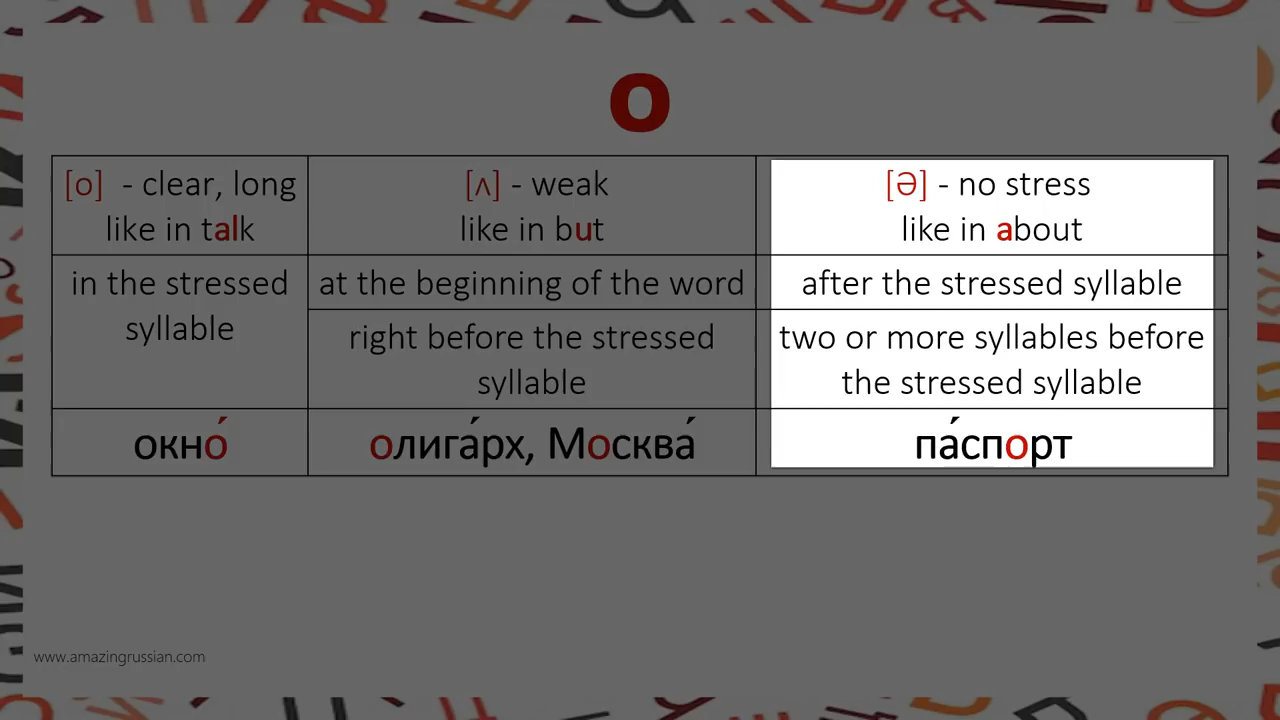 о
[o] - clear, long
like in talk
[ʌ] - weak
like in but
[Ə] - no stress
like in about
in the stressed
syllable
at the beginning of the word
right before the stressed
syllable
after the stressed syllable
two or more syllables before
the stressed syllable
окно́
олига́рх, Москва́
па́спорт
www.amazingrussian.com